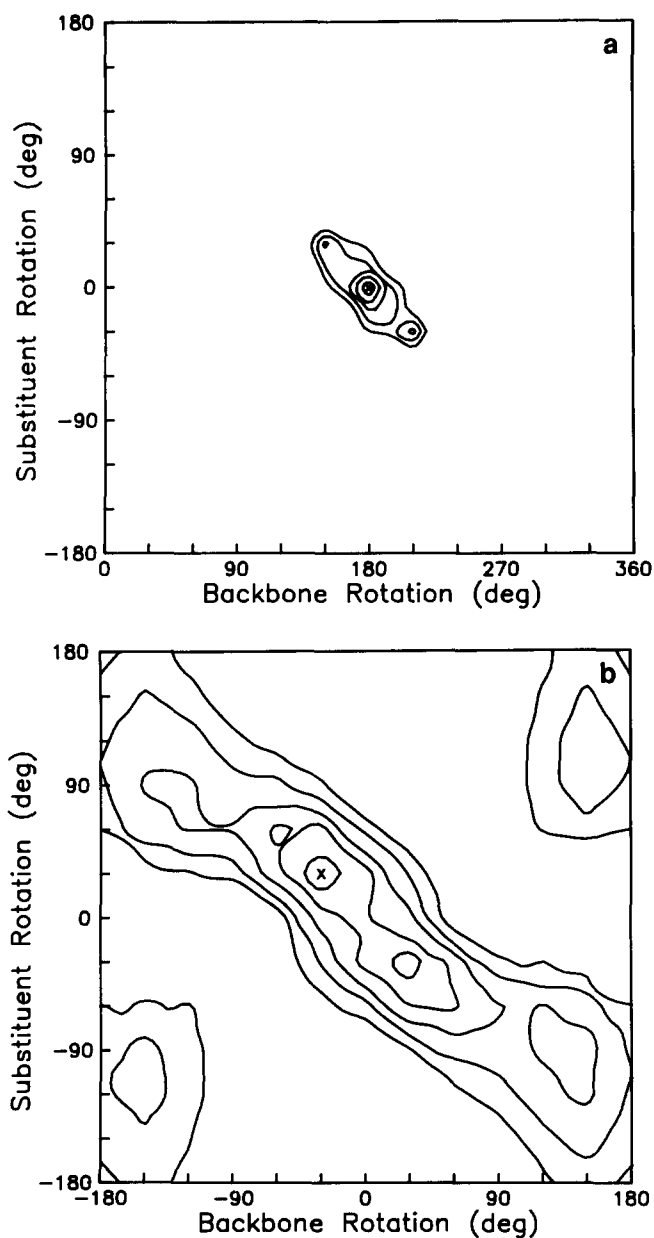 180
a
90
0
-90
-180
Substituent Rotation (deg)
0 90 180 270 360
Backbone Rotation (deg)
180
b
90
0
-90
-180
Substituent Rotation (deg)
x
-180 -90 0 90 180
Backbone Rotation (deg)